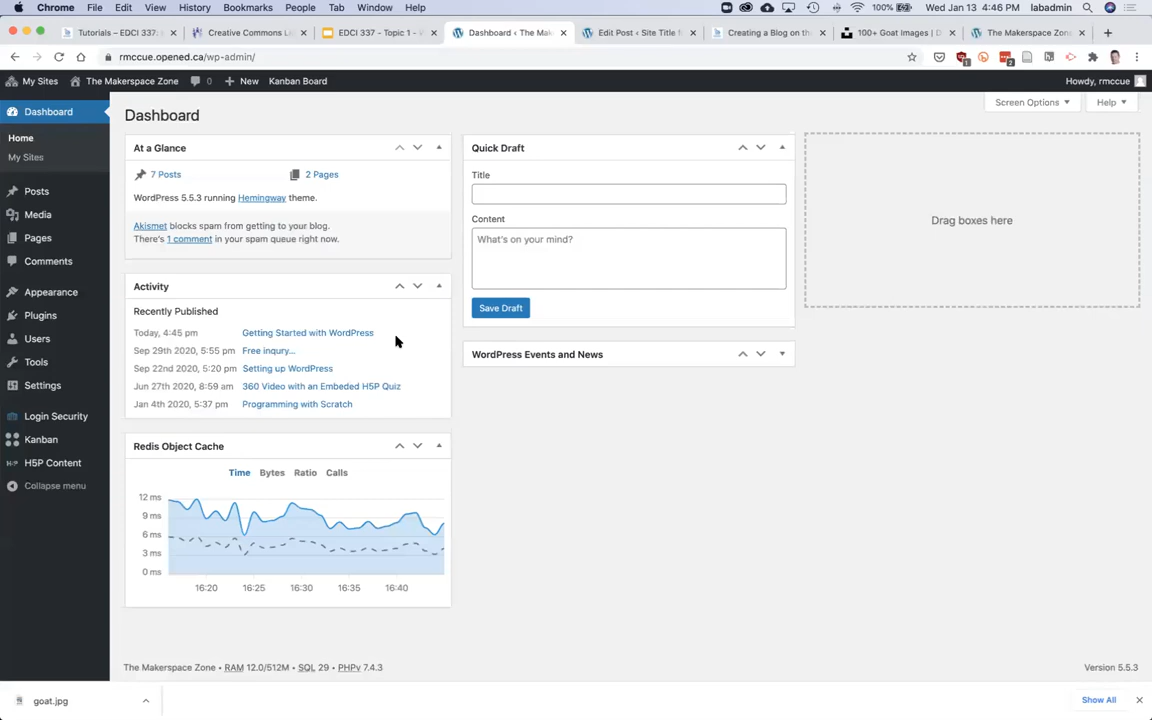 Chrome File Edit View History Bookmarks People Tab Window Help 100% Wed Jan 13 4:46 PM labadmin
Tutorials – EDCI 337: Creative Commons Le EDCI 337 - Topic 1 - Dashboard ‹ The Mak Edit Post ‹ Site Title Creating a Blog on the 100+ Goat Images | D The Makerspace Zone
rmccue.opened.ca/wp-admin/
My Sites The Makerspace Zone 0 New Kanban Board Howdy, rmccue
Dashboard
Home
My Sites
Posts
Media
Pages
Comments
Appearance
Plugins
Users
Tools
Settings
Login Security
Kanban
H5P Content
Collapse menu
Screen Options Help
Dashboard
At a Glance
7 Posts 2 Pages
WordPress 5.5.3 running Hemingway theme.
Akismet blocks spam from getting to your blog.
There's 1 comment in your spam queue right now.
Activity
Recently Published
Today, 4:45 pm Getting Started with WordPress
Sep 29th 2020, 5:55 pm Free inqury...
Sep 22nd 2020, 5:20 pm Setting up WordPress
Jun 27th 2020, 8:59 am 360 Video with an Embeded H5P Quiz
Jan 4th 2020, 5:37 pm Programming with Scratch
Redis Object Cache
Time Bytes Ratio Calls
12 ms
9 ms
6 ms
3 ms
0 ms
16:20 16:25 16:30 16:35 16:40
Quick Draft
Title
Content
What's on your mind?
Save Draft
WordPress Events and News
Drag boxes here
The Makerspace Zone • RAM 12.0/512M • SQL 29 • PHPv 7.4.3
Version 5.5.3
goat.jpg
Show All